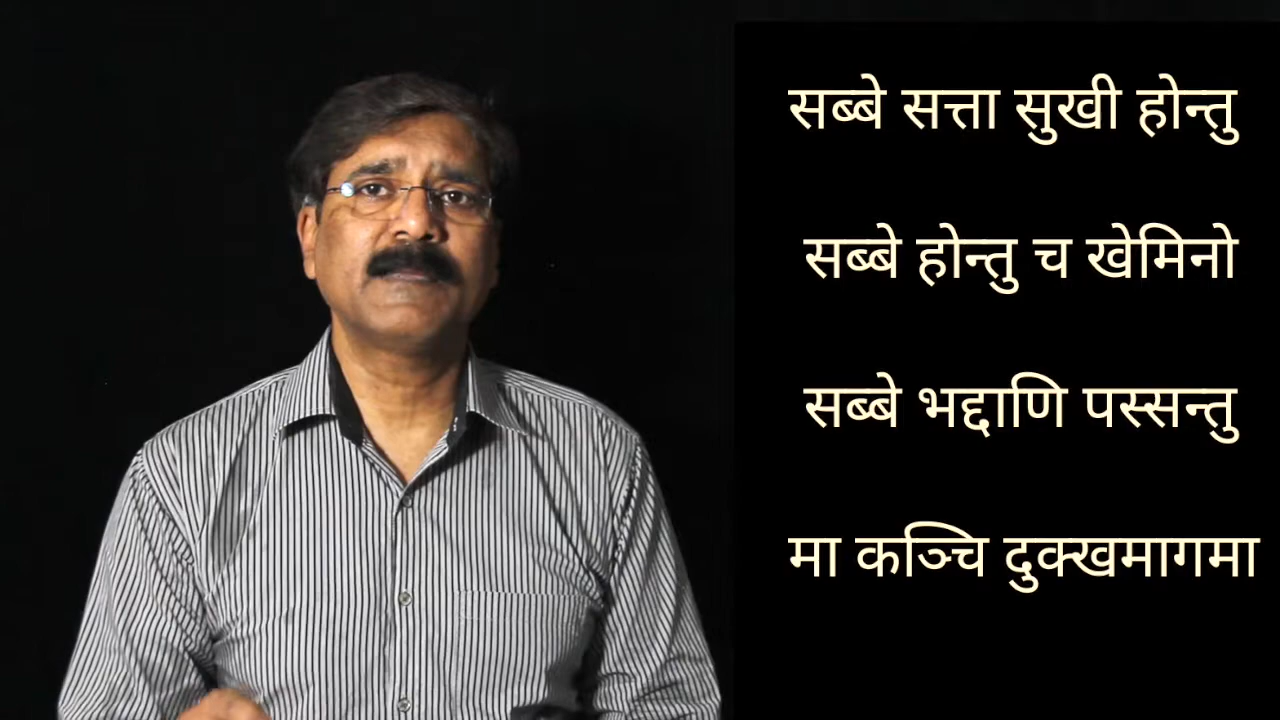 सब्बे सत्ता सुखी होन्तु
सब्बे होन्तु च खेमिनो
सब्बे भद्दाणि पस्सन्तु
मा कञ्चि दुक्खमागमा